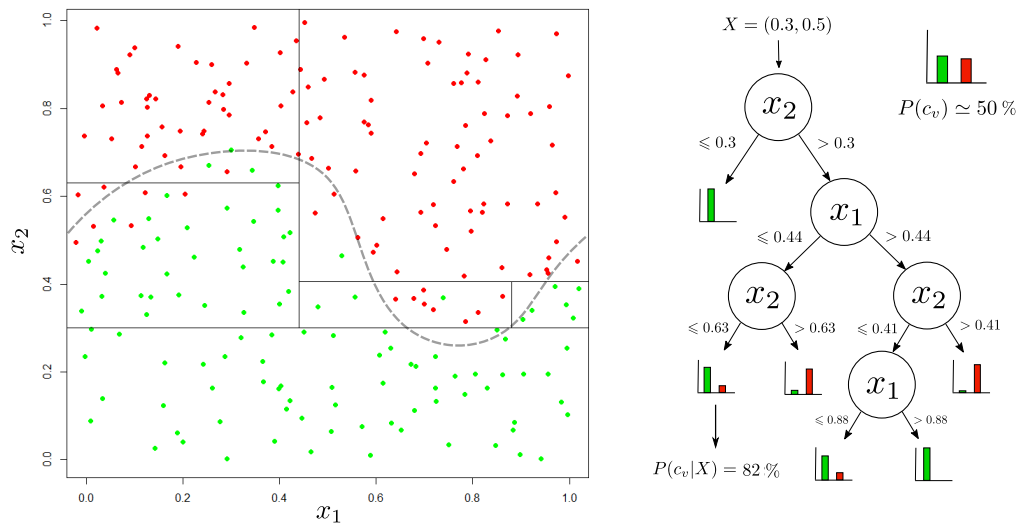 1.0
0.8
0.6
0.4
0.2
0.0
x₂
0.0 0.2 0.4 0.6 0.8 1.0
x₁
X = (0.3, 0.5)
P(cᵥ) ≃ 50 %
x₂
⩽ 0.3 > 0.3
x₁
⩽ 0.44 > 0.44
x₂ x₂
⩽ 0.63 > 0.63 ⩽ 0.41 > 0.41
x₁
⩽ 0.88 > 0.88
P(cᵥ|X) = 82 %